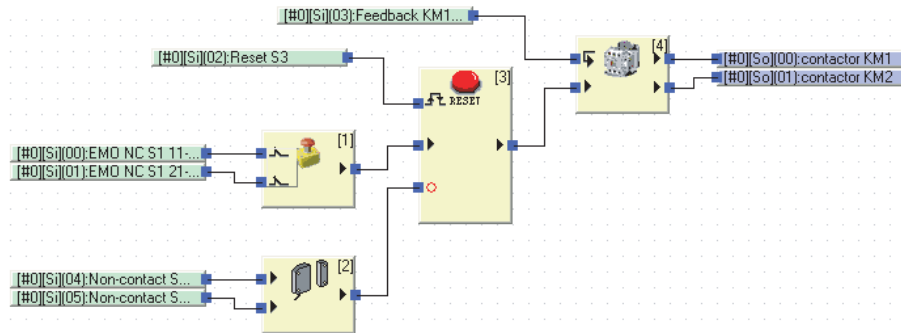 [#0][Si](03):Feedback KM1...
[4]
[#0][Si](02):Reset S3
[#0][So](00):contactor KM1
[3]
[#0][So](01):contactor KM2
RESET
[1]
[#0][Si](00):EMO NC S1 11-...
[#0][Si](01):EMO NC S1 21-...
[2]
[#0][Si](04):Non-contact S...
[#0][Si](05):Non-contact S...